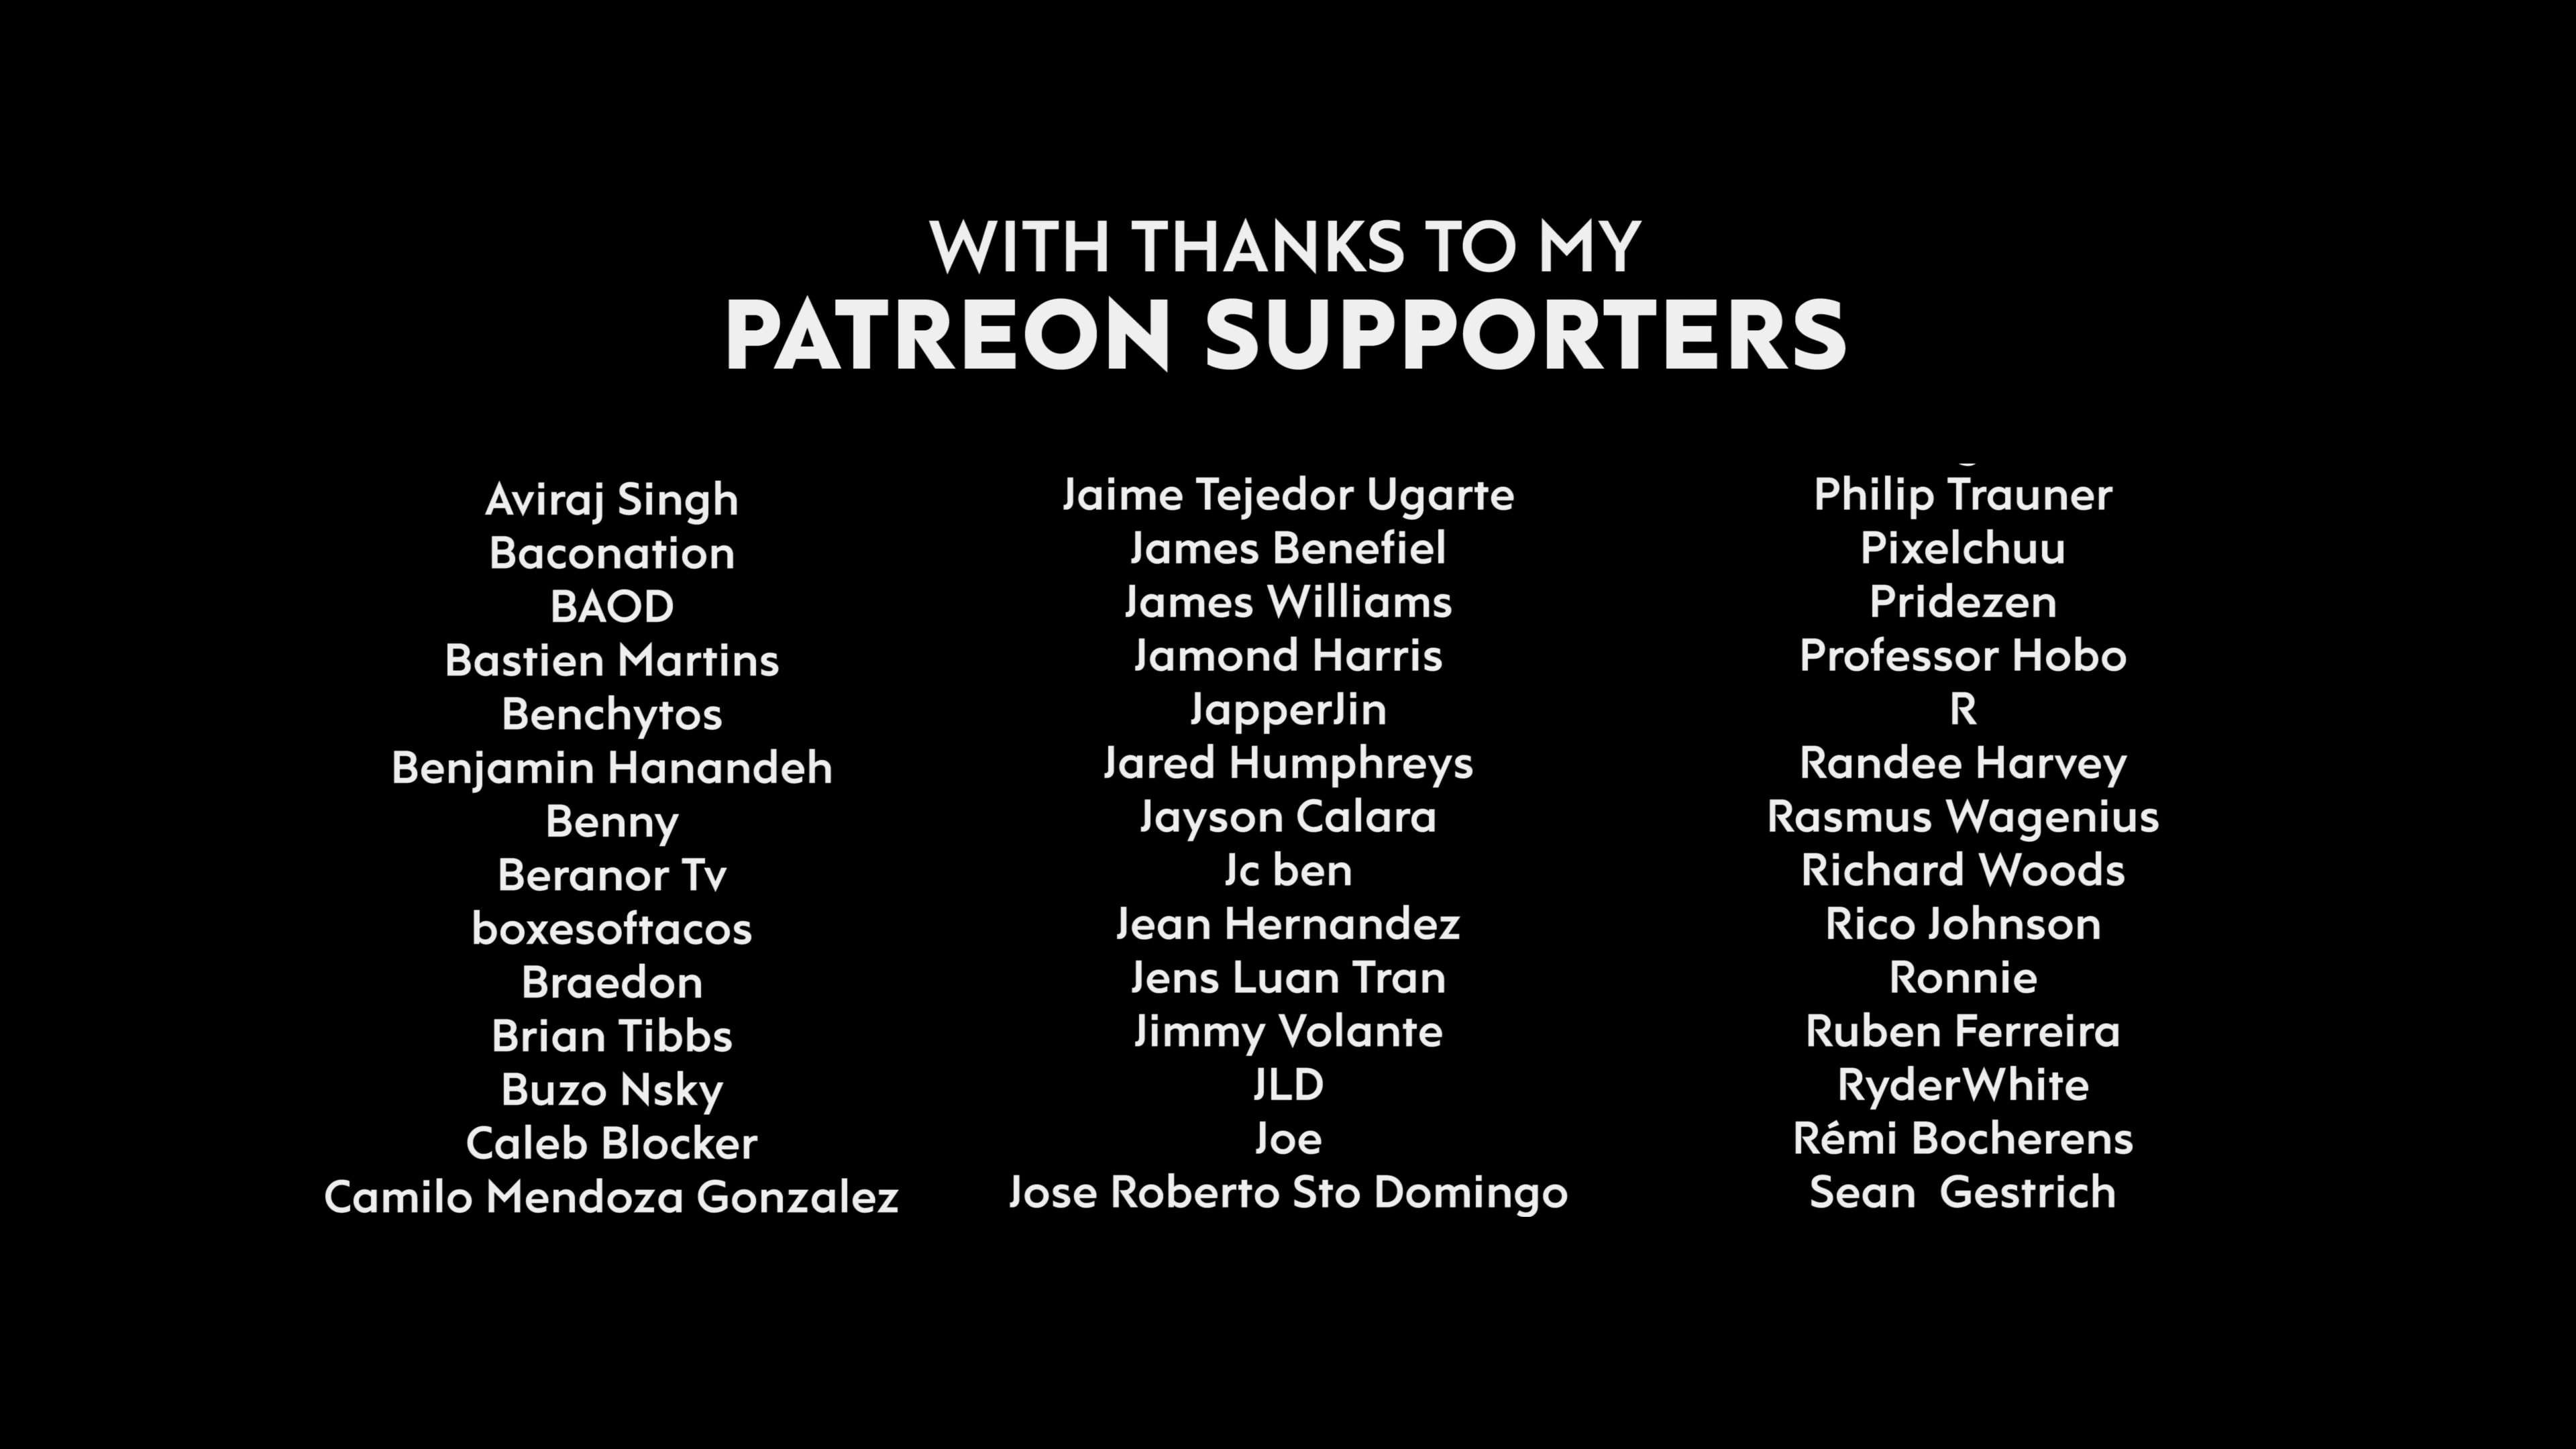 WITH THANKS TO MY
PATREON SUPPORTERS
Aviraj Singh
Baconation
BAOD
Bastien Martins
Benchytos
Benjamin Hanandeh
Benny
Beranor Tv
boxesoftacos
Braedon
Brian Tibbs
Buzo Nsky
Caleb Blocker
Camilo Mendoza Gonzalez
Jaime Tejedor Ugarte
James Benefiel
James Williams
Jamond Harris
JapperJin
Jared Humphreys
Jayson Calara
Jc ben
Jean Hernandez
Jens Luan Tran
Jimmy Volante
JLD
Joe
Jose Roberto Sto Domingo
Philip Trauner
Pixelchuu
Pridezen
Professor Hobo
R
Randee Harvey
Rasmus Wagenius
Richard Woods
Rico Johnson
Ronnie
Ruben Ferreira
RyderWhite
Rémi Bocherens
Sean  Gestrich